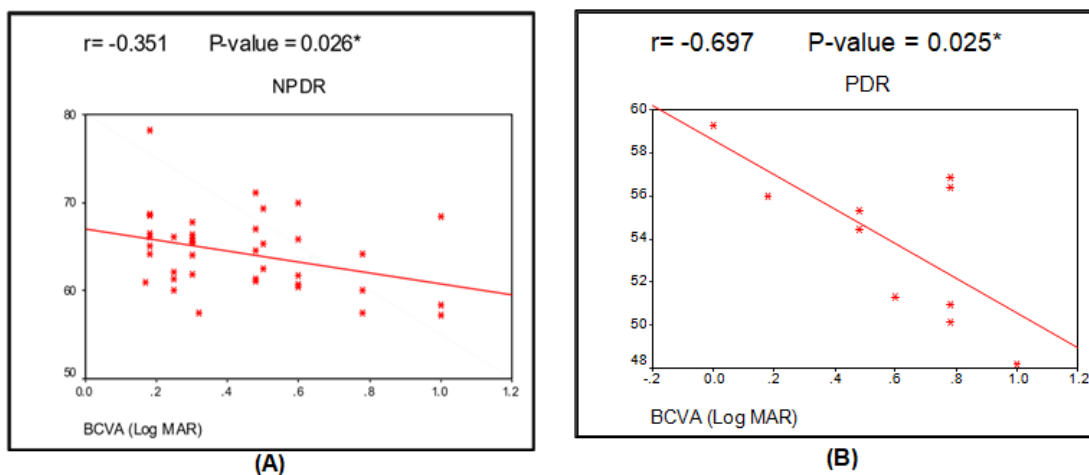 r= -0.351 P-value = 0.026*
NPDR
80
70
60
50
0.0 .2 .4 .6 .8 1.0 1.2
BCVA (Log MAR)
(A)
r= -0.697 P-value = 0.025*
PDR
60
58
56
54
52
50
48
-.2 0.0 .2 .4 .6 .8 1.0 1.2
BCVA (Log MAR)
(B)